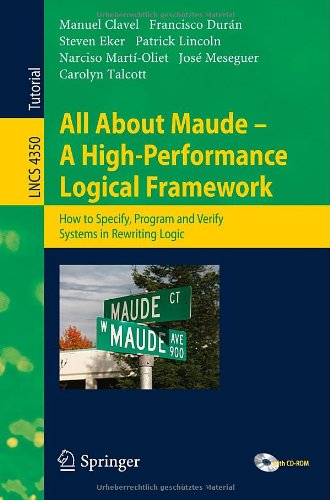 Urheberrechtlich geschütztes Material
Manuel Clavel Francisco Durán
Steven Eker Patrick Lincoln
Narciso Martí-Oliet José Meseguer
Carolyn Talcott
Tutorial
LNCS 4350
All About Maude –
A High-Performance
Logical Framework
How to Specify, Program and Verify
Systems in Rewriting Logic
MAUDE CT
W MAUDE AVE
900
with CD-ROM
Springer
Urheberrechtlich geschütztes Material